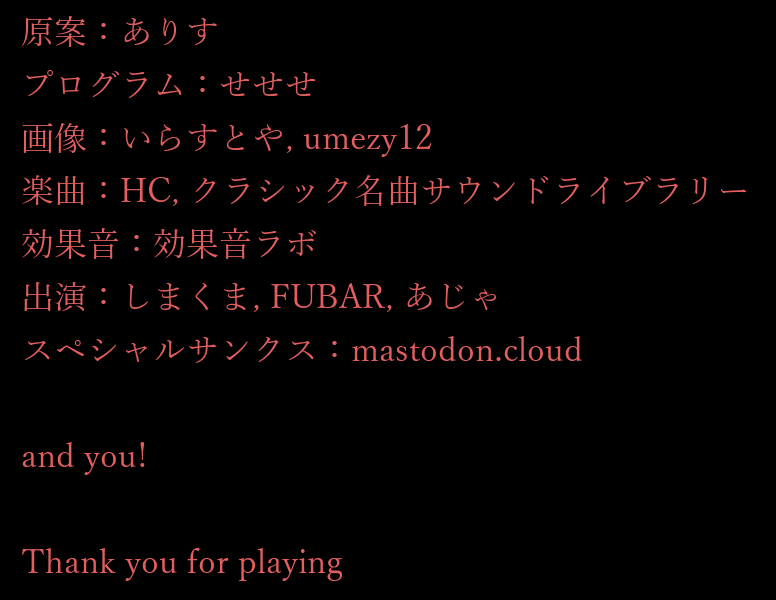 原案：ありす
プログラム：せせせ
画像：いらすとや, umezy12
楽曲：HC, クラシック名曲サウンドライブラリー
効果音：効果音ラボ
出演：しまくま, FUBAR, あじゃ
スペシャルサンクス：mastodon.cloud
and you!
Thank you for playing